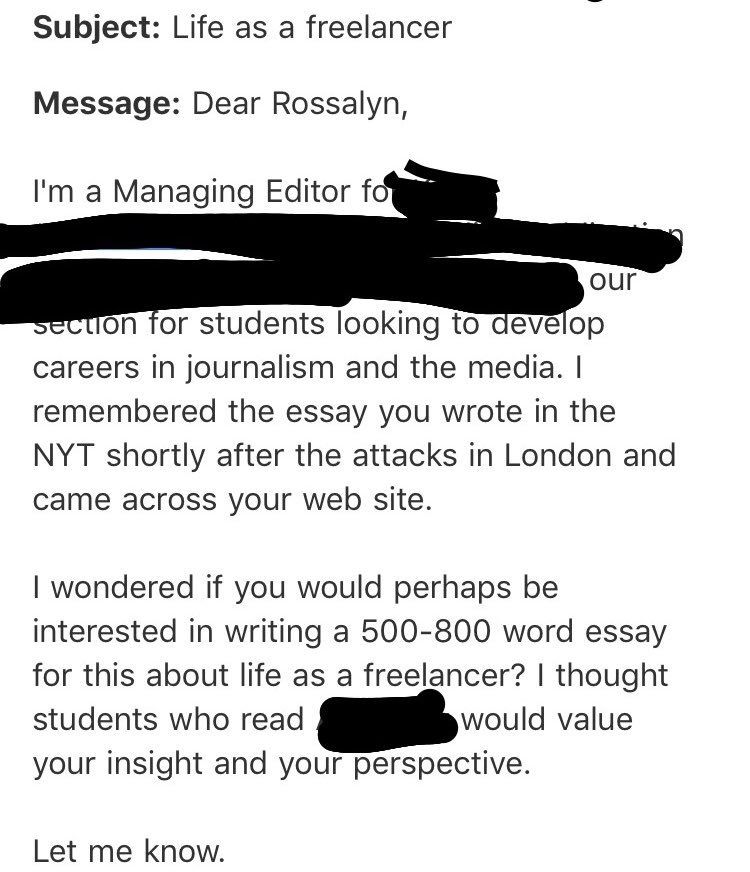 Subject: Life as a freelancer
Message: Dear Rossalyn,
I'm a Managing Editor fo
our
section for students looking to develop
careers in journalism and the media. I
remembered the essay you wrote in the
NYT shortly after the attacks in London and
came across your web site.
I wondered if you would perhaps be
interested in writing a 500-800 word essay
for this about life as a freelancer? I thought
students who read would value
your insight and your perspective.
Let me know.